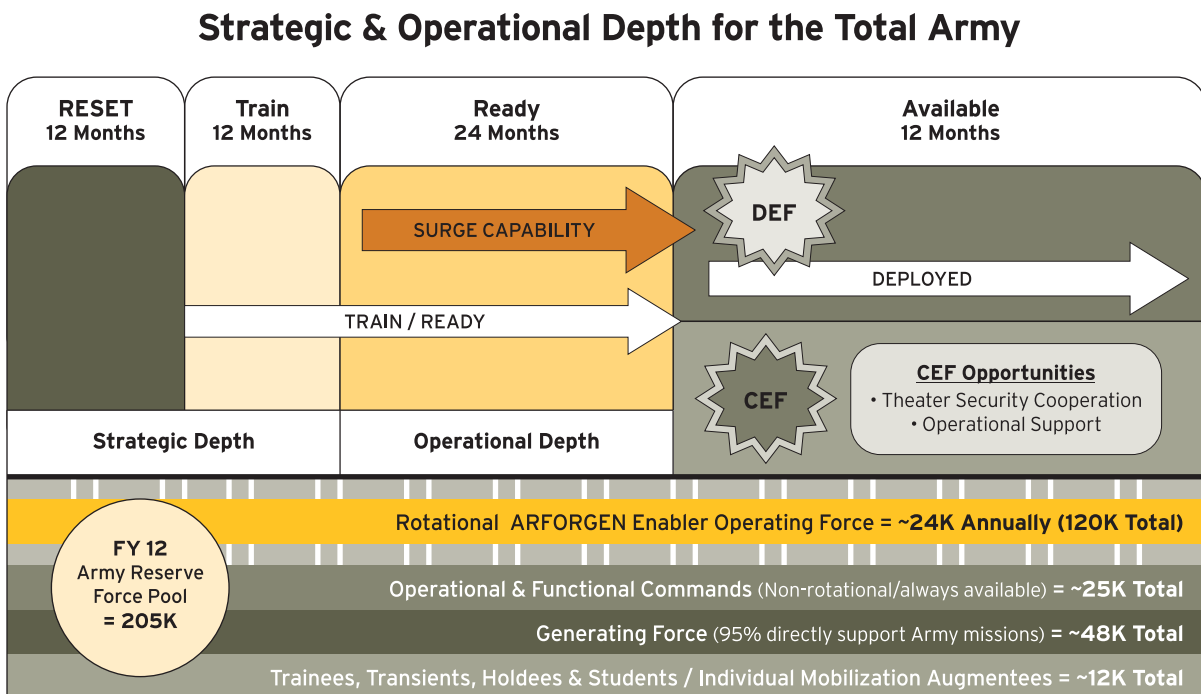 Strategic & Operational Depth for the Total Army
RESET
12 Months
Train
12 Months
Ready
24 Months
Available
12 Months
SURGE CAPABILITY
DEF
DEPLOYED
TRAIN / READY
CEF
CEF Opportunities
• Theater Security Cooperation
• Operational Support
Strategic Depth
Operational Depth
Rotational ARFORGEN Enabler Operating Force = ~24K Annually (120K Total)
FY 12
Army Reserve
Force Pool
= 205K
Operational & Functional Commands (Non-rotational/always available) = ~25K Total
Generating Force (95% directly support Army missions) = ~48K Total
Trainees, Transients, Holdees & Students / Individual Mobilization Augmentees = ~12K Total